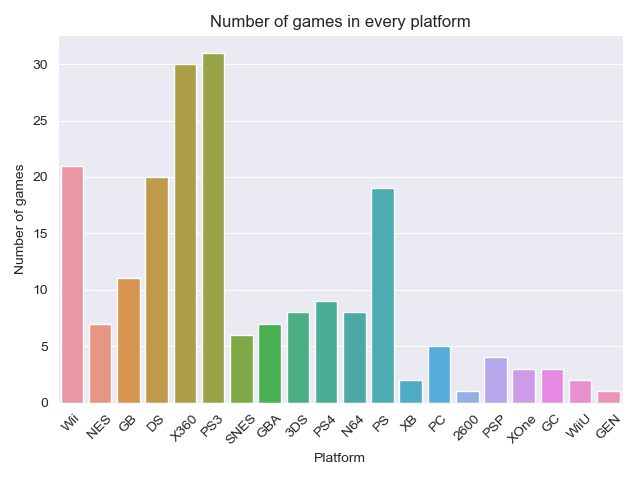 Number of games in every platform
Number of games
30
25
20
15
10
5
0
Wii
NES
GB
DS
X360
PS3
SNES
GBA
3DS
PS4
N64
PS
XB
PC
2600
PSP
XOne
GC
WiiU
GEN
Platform